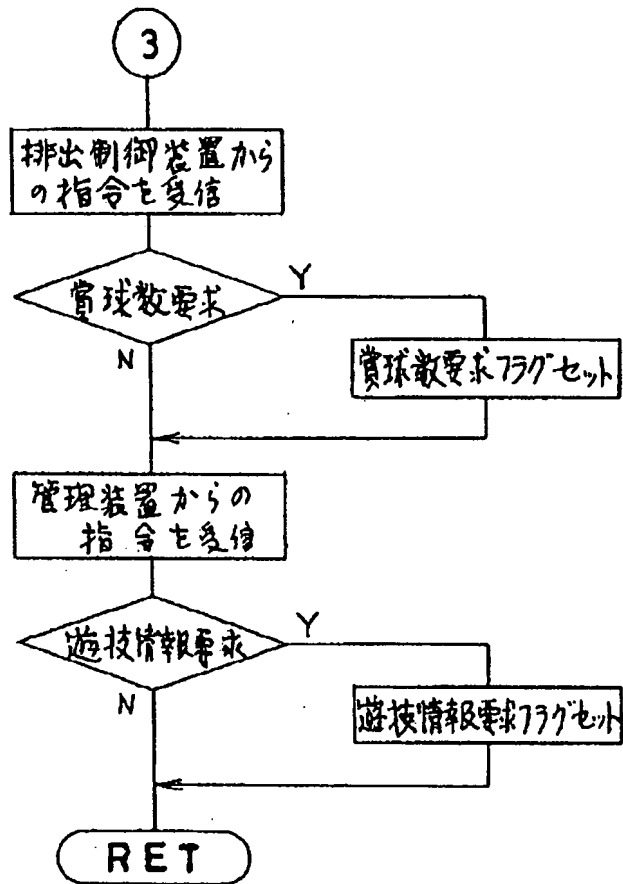 3
排出制御装置から
の指令を受信
賞球数要求
Y
N
賞球数要求フラグセット
管理装置からの
指令を受信
遊技情報要求
Y
N
遊技情報要求フラグセット
RET